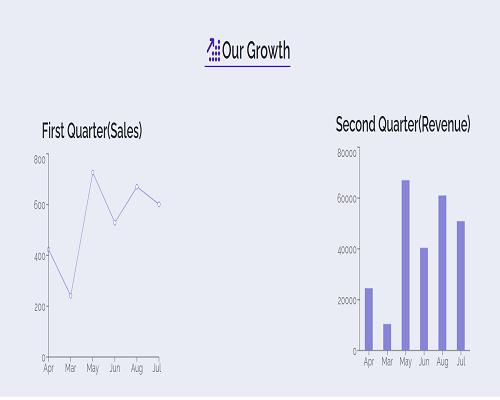 Our Growth
First Quarter(Sales)
800
600
400
200
0
Apr Mar May Jun Aug Jul
Second Quarter(Revenue)
80000
60000
40000
20000
0
Apr Mar May Jun Aug Jul